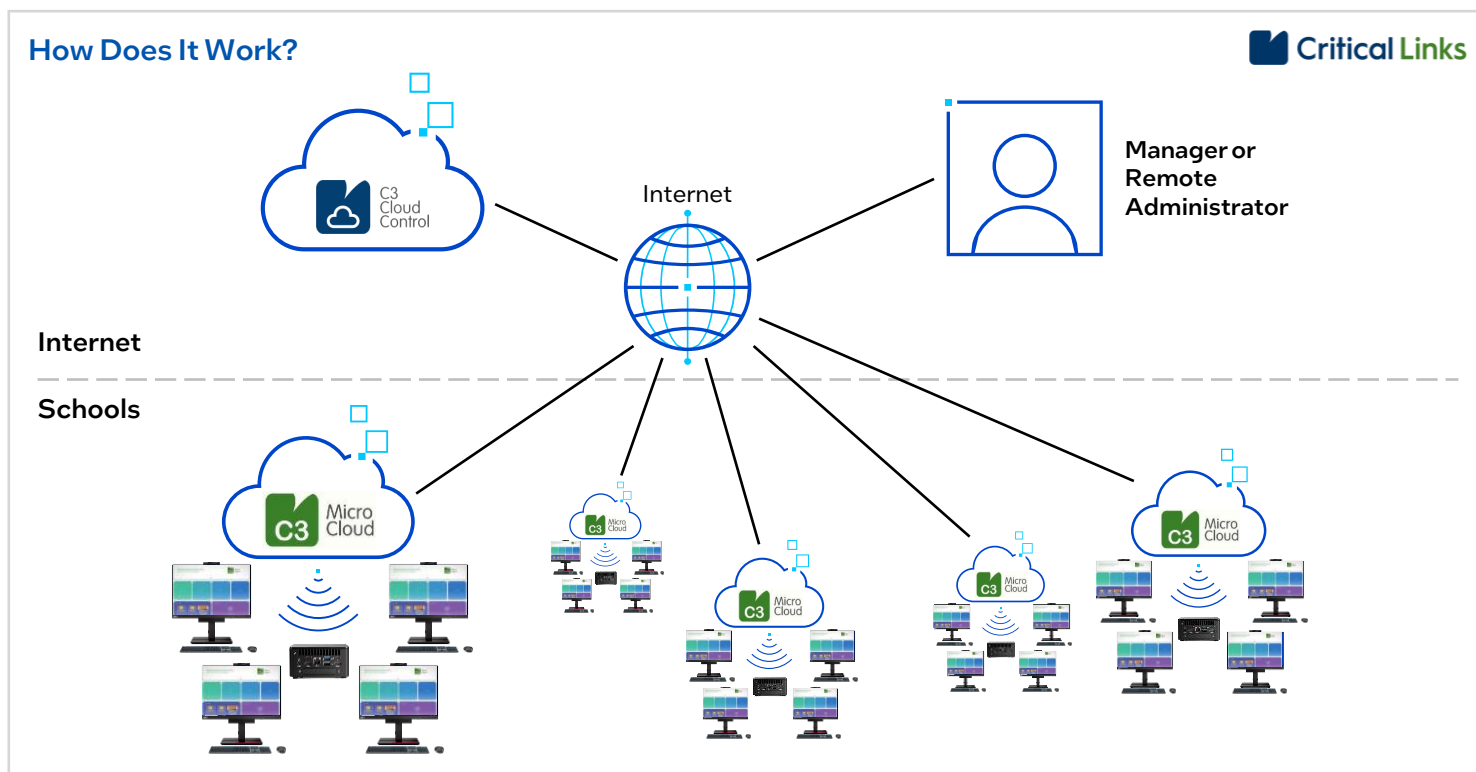 How Does It Work?
Critical Links
C3
Cloud
Control
Internet
Manager or
Remote
Administrator
Internet
Schools
C3
Micro
Cloud
C3
Micro
Cloud
C3
Micro
Cloud
C3
Micro
Cloud
C3
Micro
Cloud